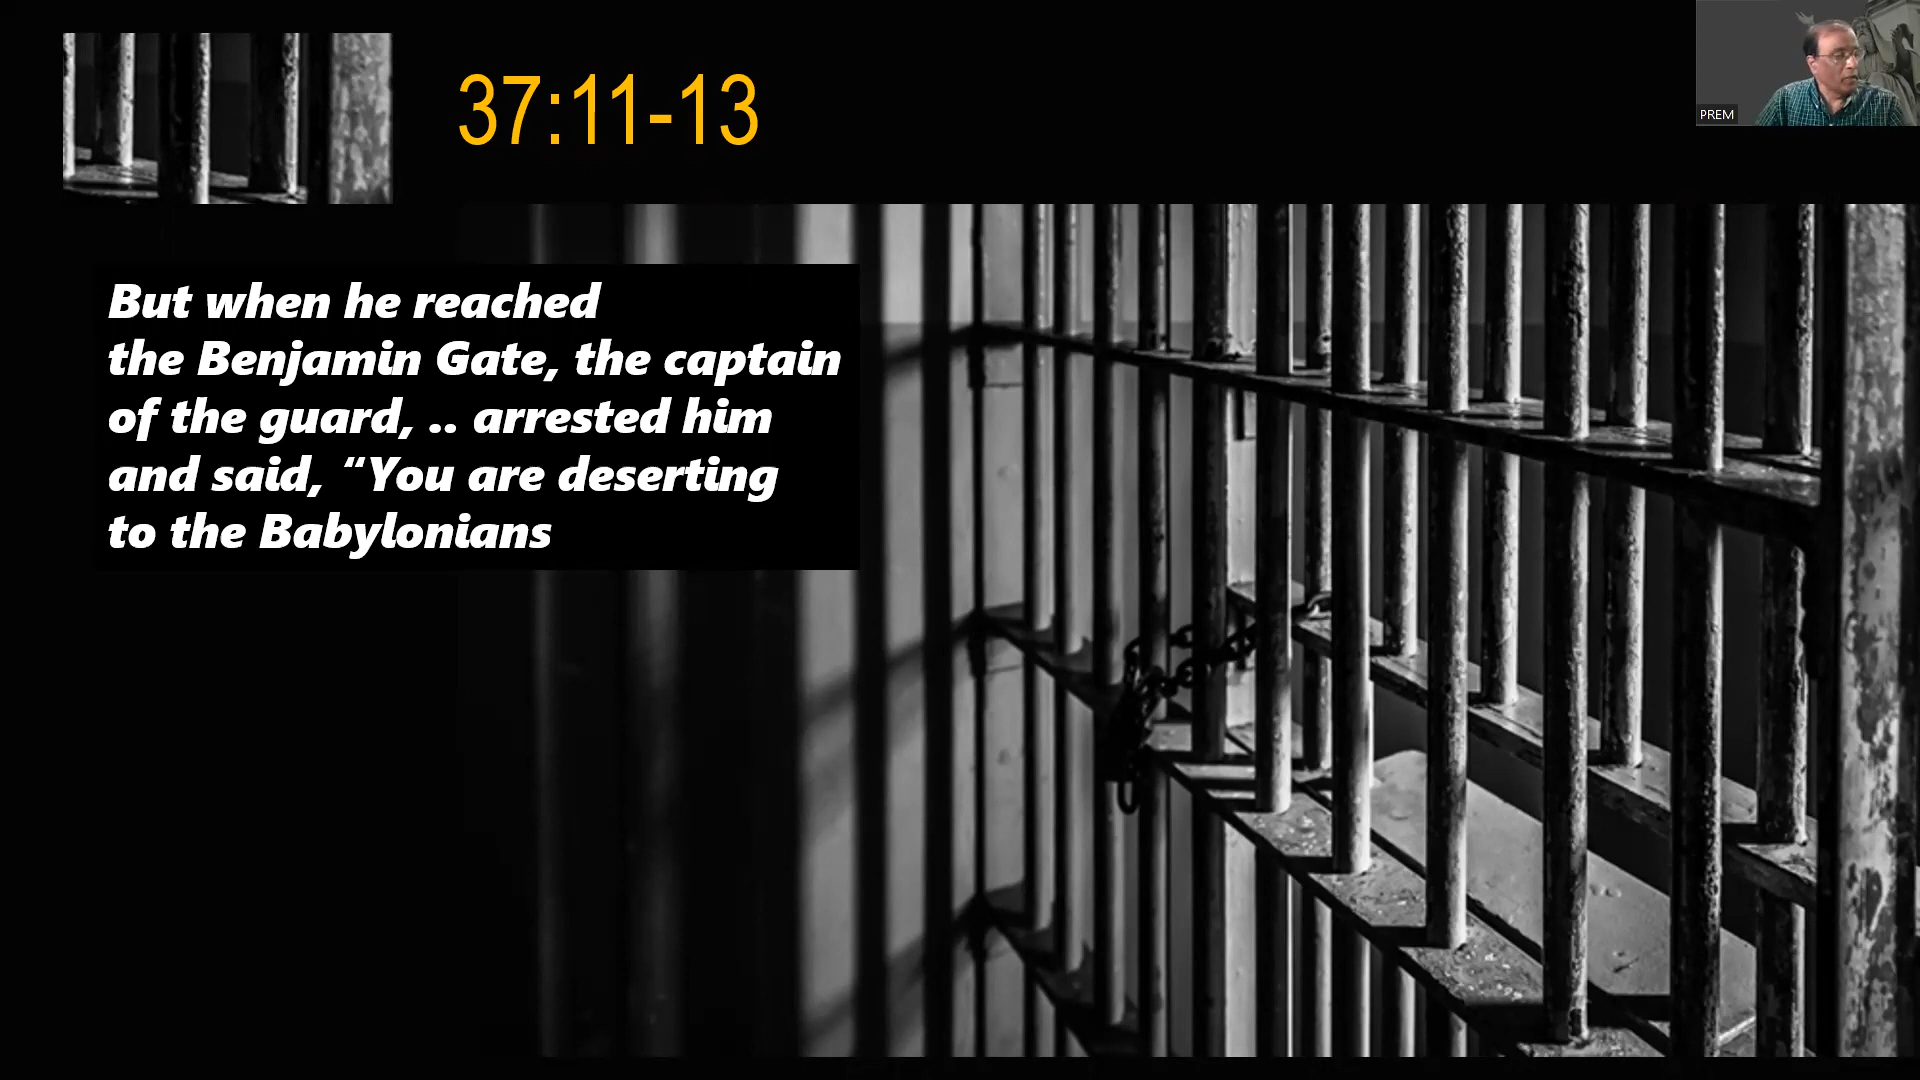 37:11-13
PREM
But when he reached
the Benjamin Gate, the captain
of the guard, .. arrested him
and said, “You are deserting
to the Babylonians